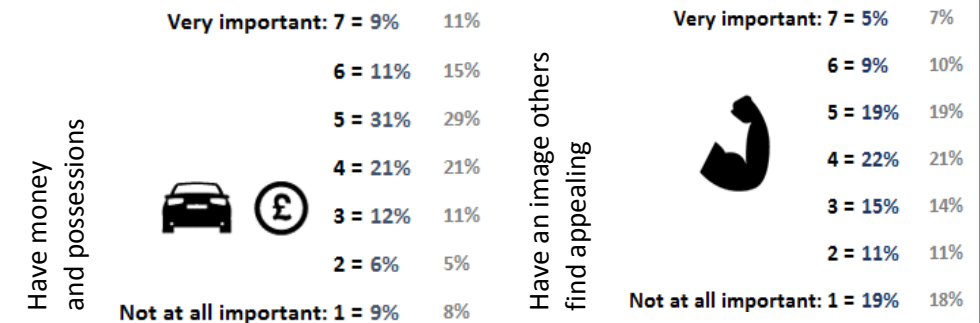 Have money
and possessions
Very important: 7 = 9% 11%
6 = 11% 15%
5 = 31% 29%
4 = 21% 21%
£
3 = 12% 11%
2 = 6% 5%
Not at all important: 1 = 9% 8%
Have an image others
find appealing
Very important: 7 = 5% 7%
6 = 9% 10%
5 = 19% 19%
4 = 22% 21%
3 = 15% 14%
2 = 11% 11%
Not at all important: 1 = 19% 18%